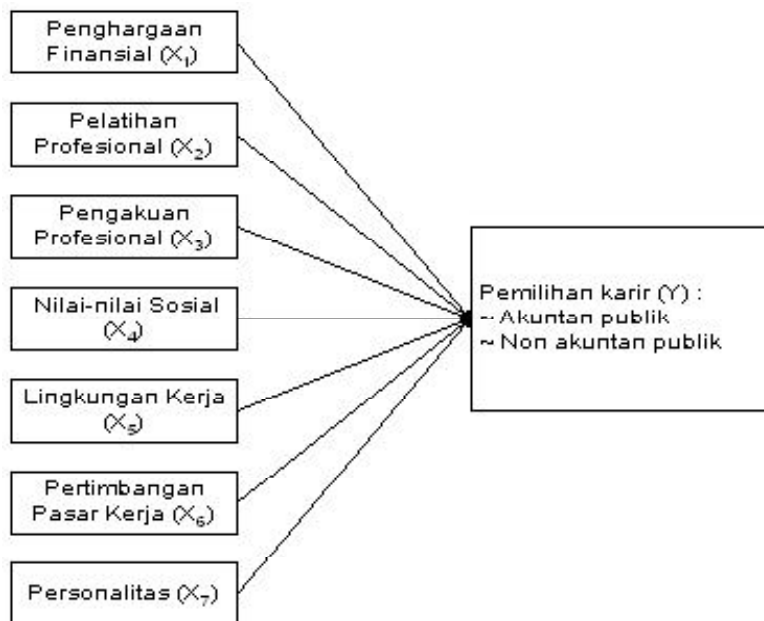 Penghargaan
Finansial (X₁)
Pelatihan
Profesional (X₂)
Pengakuan
Profesional (X₃)
Nilai-nilai Sosial
(X₄)
Lingkungan Kerja
(X₅)
Pertimbangan
Pasar Kerja (X₆)
Personalitas (X₇)
Pemilihan karir (Y) :
~ Akuntan publik
~ Non akuntan publik